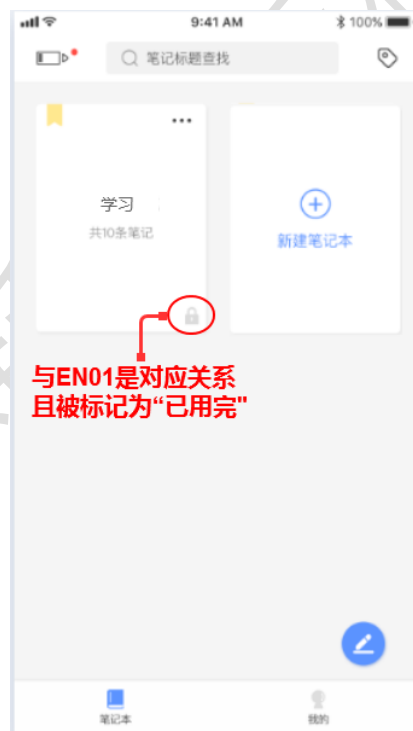 9:41 AM
100%
笔记标题查找
学习
共10条笔记
新建笔记本
与EN01是对应关系
且被标记为“已用完"
笔记本
我的